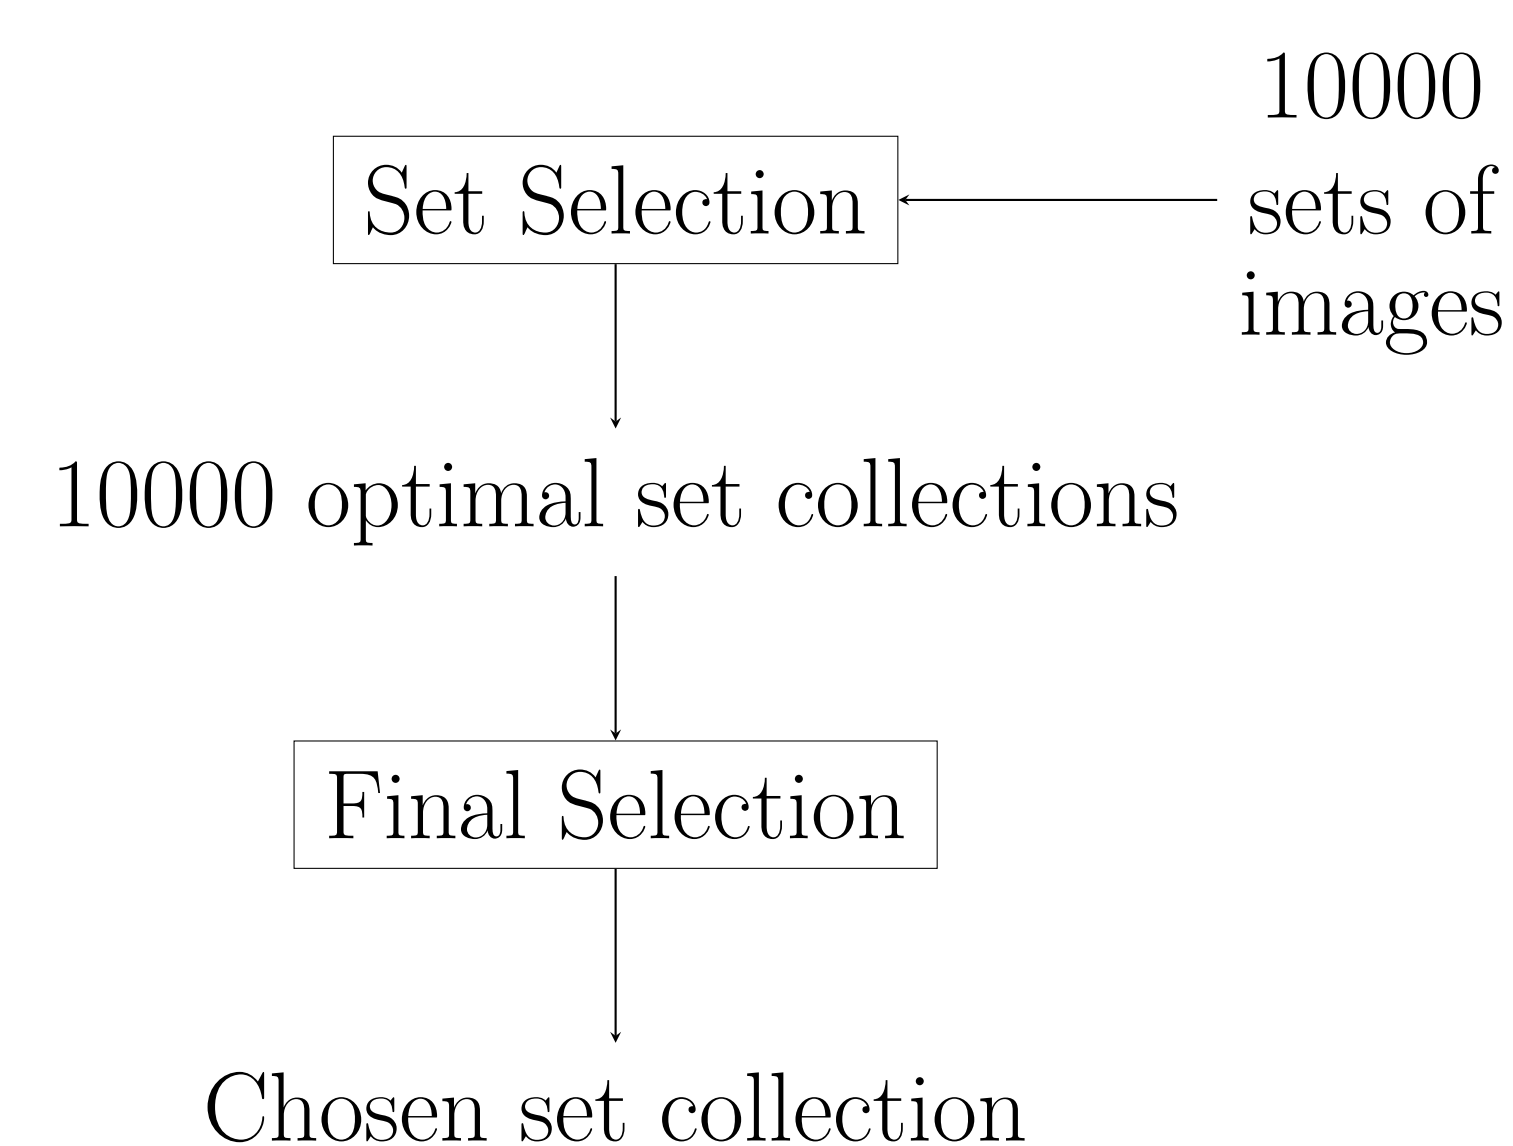 10000
sets of
images
Set Selection
10000 optimal set collections
Final Selection
Chosen set collection